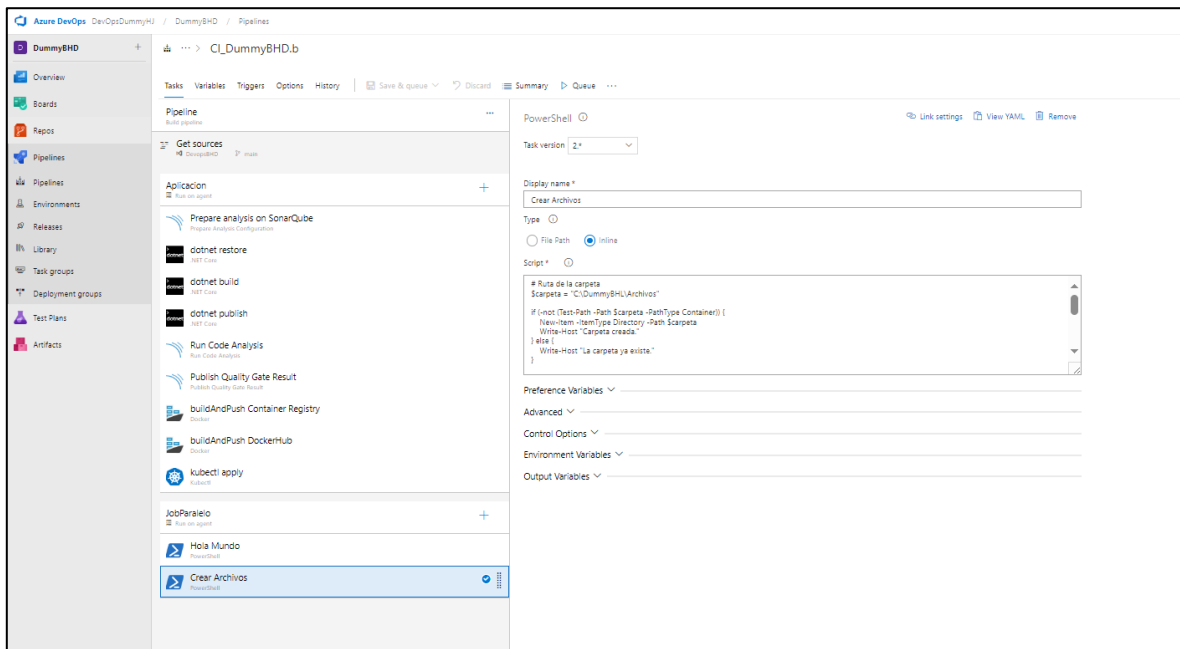 Azure DevOps DevOpsDummyHJ / DummyBHD / Pipelines
DummyBHD +
Overview
Boards
Repos
Pipelines
Pipelines
Environments
Releases
Library
Task groups
Deployment groups
Test Plans
Artifacts
··· > CI_DummyBHD.b
Tasks Variables Triggers Options History Save & queue Discard Summary Queue ···
Pipeline ···
Build pipeline
Get sources
DevopsBHD main
Aplicacion +
Run on agent
Prepare analysis on SonarQube
Prepare Analysis Configuration
dotnet restore
.NET Core
dotnet build
.NET Core
dotnet publish
.NET Core
Run Code Analysis
Run Code Analysis
Publish Quality Gate Result
Publish Quality Gate Result
buildAndPush Container Registry
Docker
buildAndPush DockerHub
Docker
kubectl apply
Kubectl
JobParalelo +
Run on agent
Hola Mundo
PowerShell
Crear Archivos
PowerShell
PowerShell Link settings View YAML Remove
Task version 2.*
Display name *
Crear Archivos
Type
File Path Inline
Script *
# Ruta de la carpeta
$carpeta = "C:\DummyBHL\Archivos"
if (-not (Test-Path -Path $carpeta -PathType Container)) {
New-Item -ItemType Directory -Path $carpeta
Write-Host "Carpeta creada."
} else {
Write-Host "La carpeta ya existe."
}
Preference Variables
Advanced
Control Options
Environment Variables
Output Variables